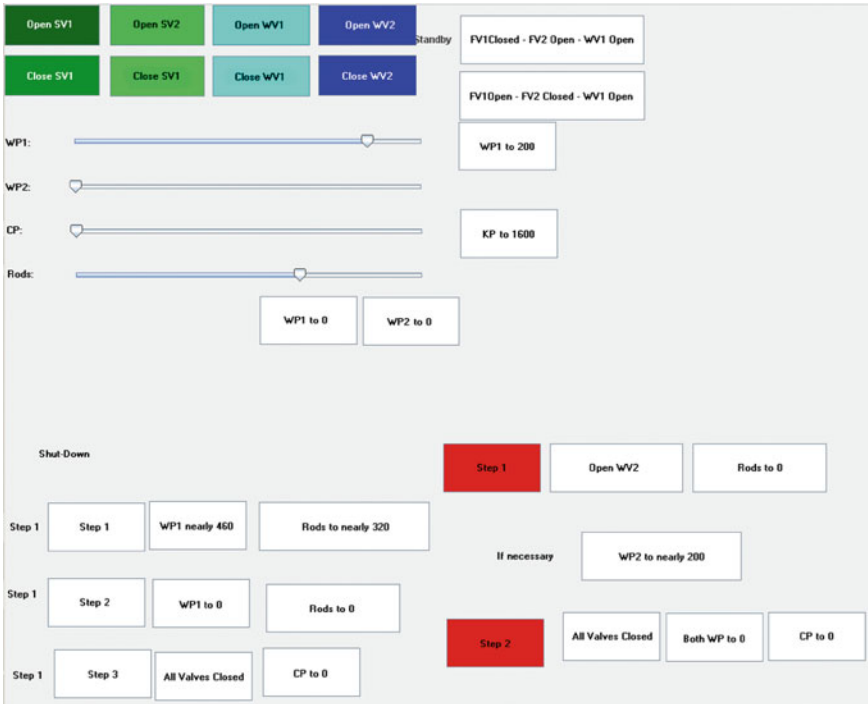 Open SV1 Open SV2 Open WV1 Open WV2
Standby FV1Closed - FV2 Open - WV1 Open
Close SV1 Close SV1 Close WV1 Close WV2
FV1Open - FV2 Closed - WV1 Open
WP1: WP1 to 200
WP2:
CP: KP to 1600
Rods:
WP1 to 0 WP2 to 0
Shut-Down
Step 1 Open WV2 Rods to 0
Step 1 Step 1 WP1 nearly 460 Rods to nearly 320
If necessary WP2 to nearly 200
Step 1 Step 2 WP1 to 0 Rods to 0
Step 2 All Valves Closed Both WP to 0 CP to 0
Step 1 Step 3 All Valves Closed CP to 0